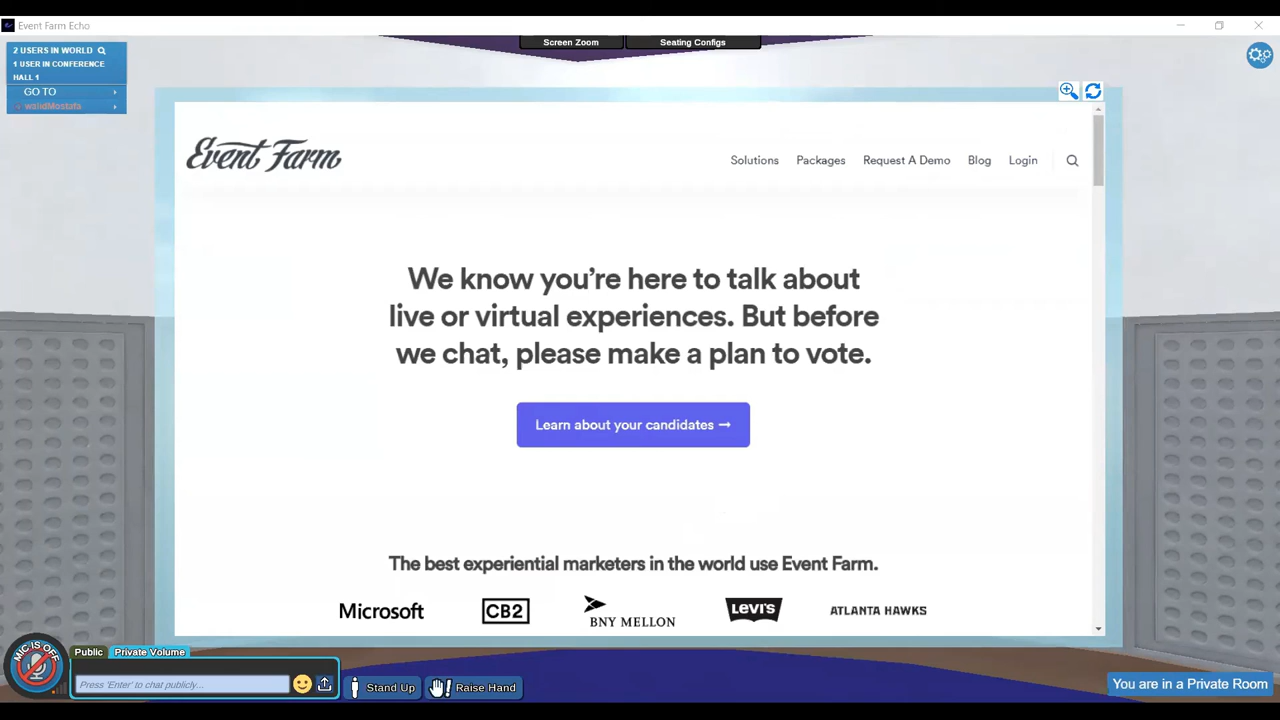 Event Farm Echo
2 USERS IN WORLD
1 USER IN CONFERENCE
HALL 1
GO TO
walidMostafa
Screen Zoom
Seating Configs
Event Farm
Solutions
Packages
Request A Demo
Blog
Login
We know you're here to talk about
live or virtual experiences. But before
we chat, please make a plan to vote.
Learn about your candidates →
The best experiential marketers in the world use Event Farm.
Microsoft
CB2
BNY MELLON
LEVI'S
ATLANTA HAWKS
MIC IS OFF
Public
Private Volume
Press 'Enter' to chat publicly...
Stand Up
Raise Hand
You are in a Private Room